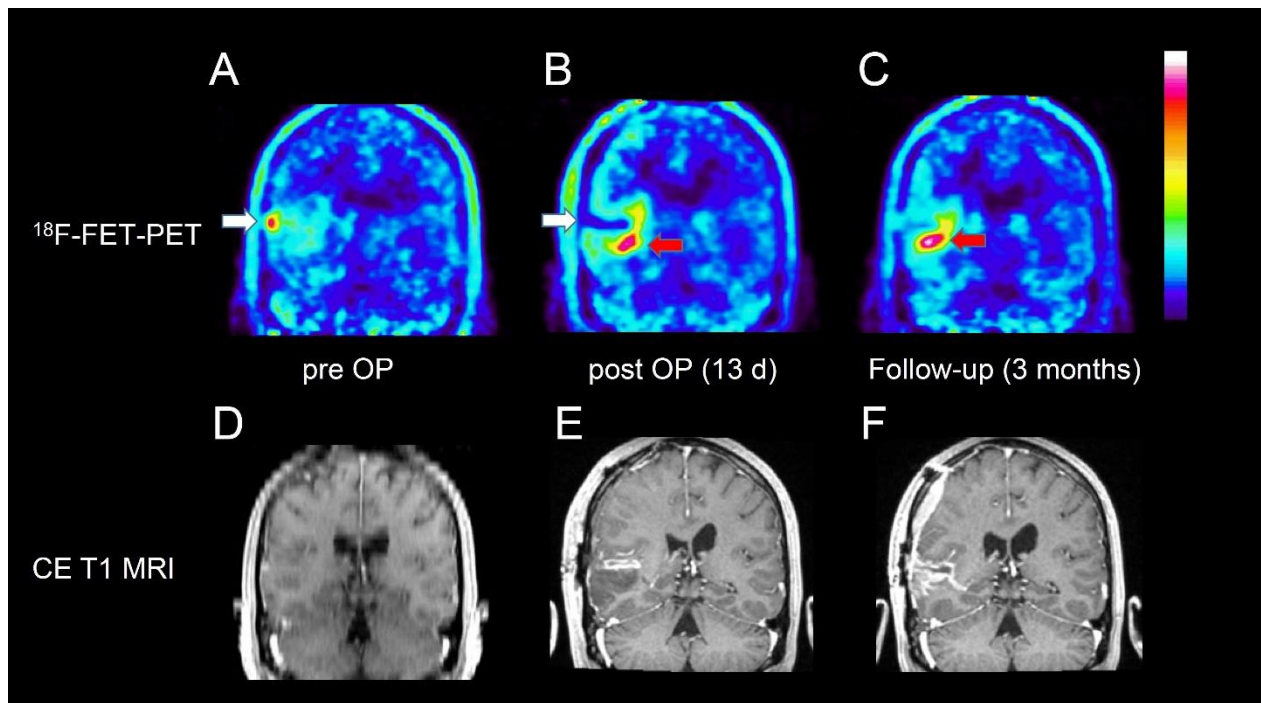 A
B
C
¹⁸F-FET-PET
pre OP
post OP (13 d)
Follow-up (3 months)
D
E
F
CE T1 MRI